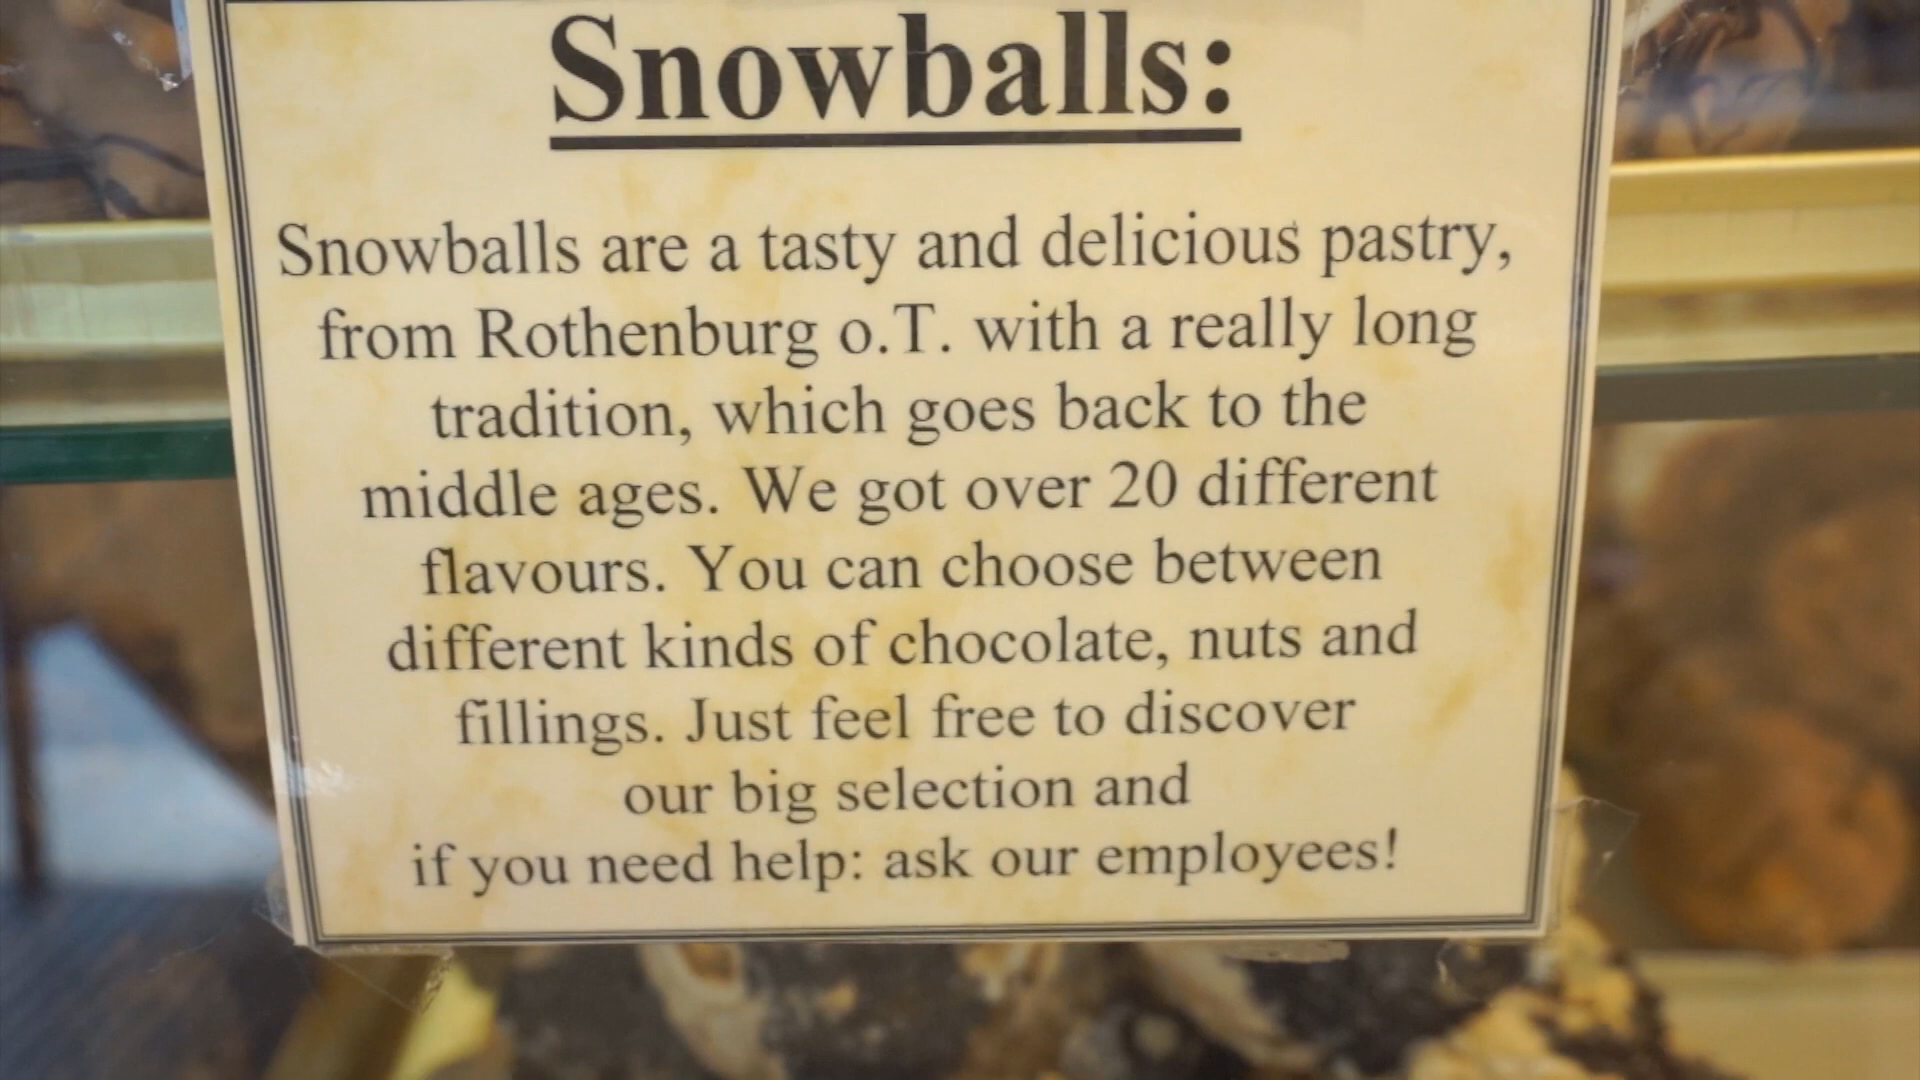 Snowballs:
Snowballs are a tasty and delicious pastry,
from Rothenburg o.T. with a really long
tradition, which goes back to the
middle ages. We got over 20 different
flavours. You can choose between
different kinds of chocolate, nuts and
fillings. Just feel free to discover
our big selection and
if you need help: ask our employees!